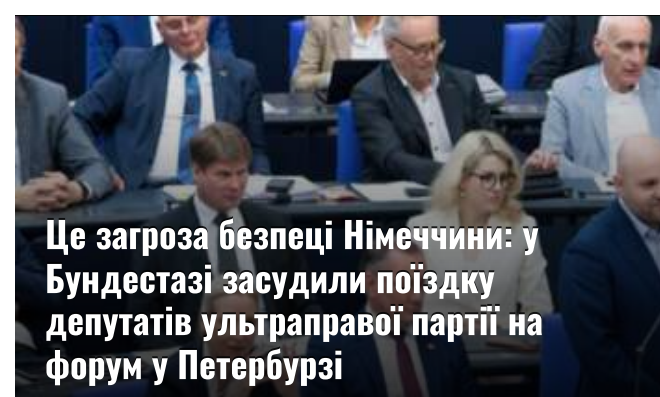 Це загроза безпеці Німеччини: у
Бундестазі засудили поїздку
депутатів ультраправої партії на
форум у Петербурзі